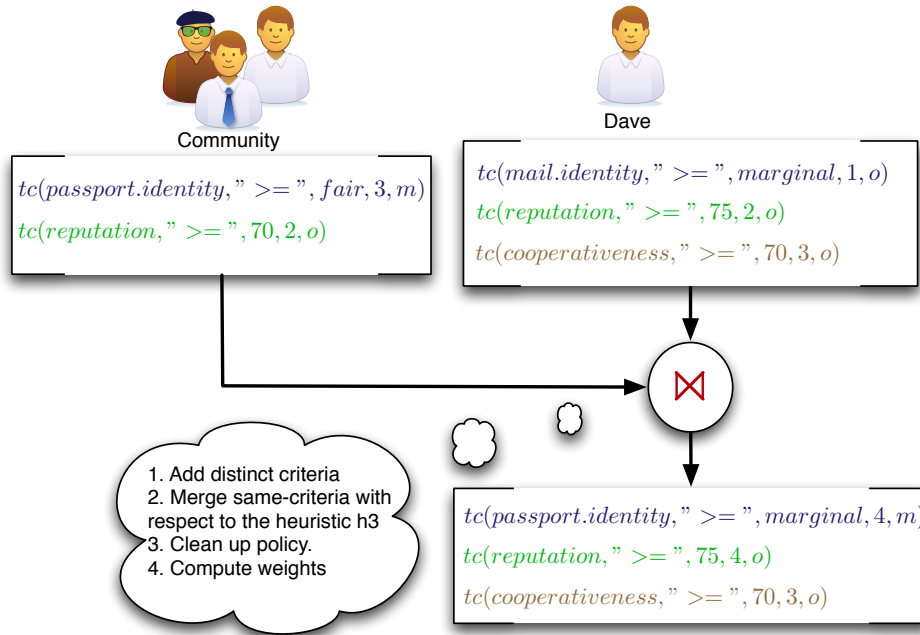 Community
Dave
tc(passport.identity," >= ", fair, 3, m)
tc(reputation," >= ", 70, 2, o)
tc(mail.identity," >= ", marginal, 1, o)
tc(reputation," >= ", 75, 2, o)
tc(cooperativeness," >= ", 70, 3, o)
⋈
1. Add distinct criteria
2. Merge same-criteria with
respect to the heuristic h3
3. Clean up policy.
4. Compute weights
tc(passport.identity," >= ", marginal, 4, m)
tc(reputation," >= ", 75, 4, o)
tc(cooperativeness," >= ", 70, 3, o)